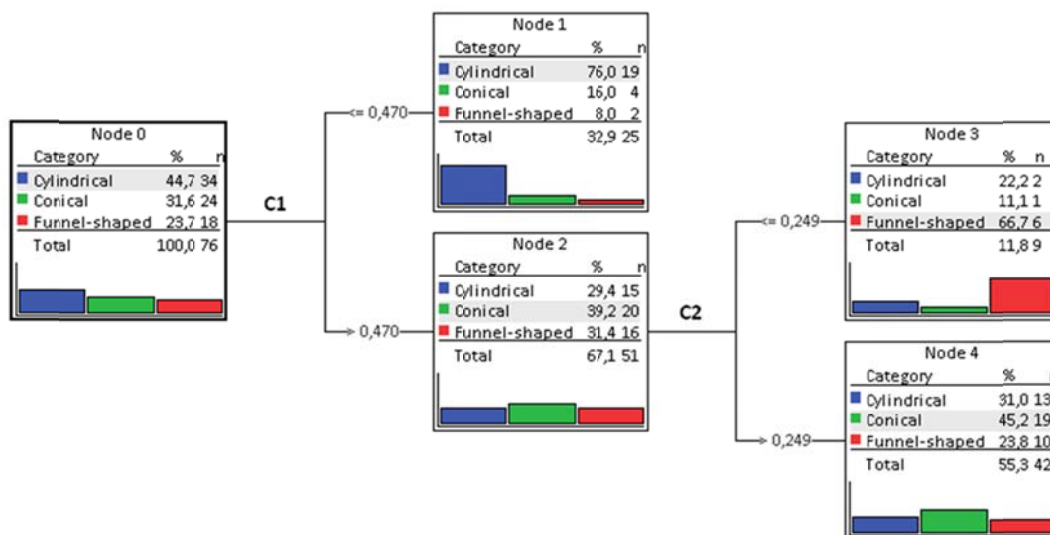 Node 0
Category % n
Cylindrical 44,7 34
Conical 31,6 24
Funnel-shaped 23,7 18
Total 100,0 76
C1
<= 0,470
> 0,470
Node 1
Category % n
Cylindrical 76,0 19
Conical 16,0 4
Funnel-shaped 8,0 2
Total 32,9 25
Node 2
Category % n
Cylindrical 29,4 15
Conical 39,2 20
Funnel-shaped 31,4 16
Total 67,1 51
C2
<= 0,249
> 0,249
Node 3
Category % n
Cylindrical 22,2 2
Conical 11,1 1
Funnel-shaped 66,7 6
Total 11,8 9
Node 4
Category %
Cylindrical 31,0 13
Conical 45,2 19
Funnel-shaped 23,8 10
Total 55,3 42